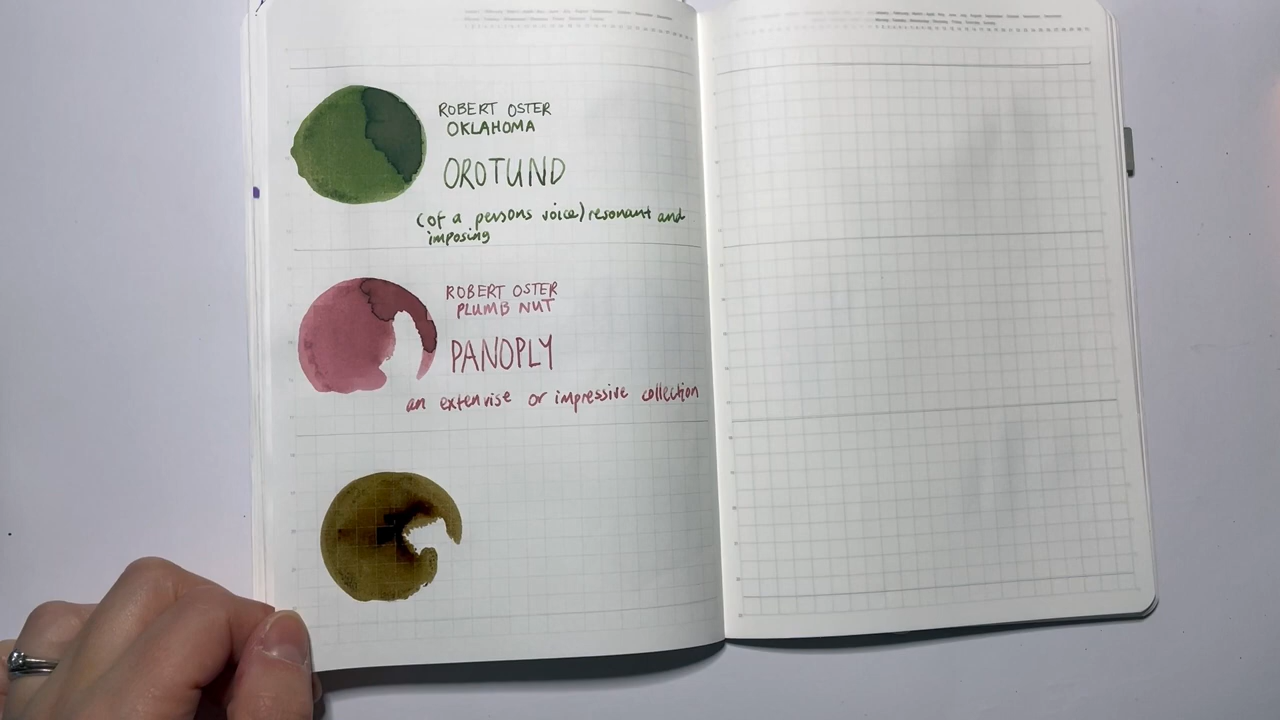 ROBERT OSTER
OKLAHOMA
OROTUND
(of a persons voice) resonant and
imposing
ROBERT OSTER
PLUMB NUT
PANOPLY
an extenvise or impressive collection